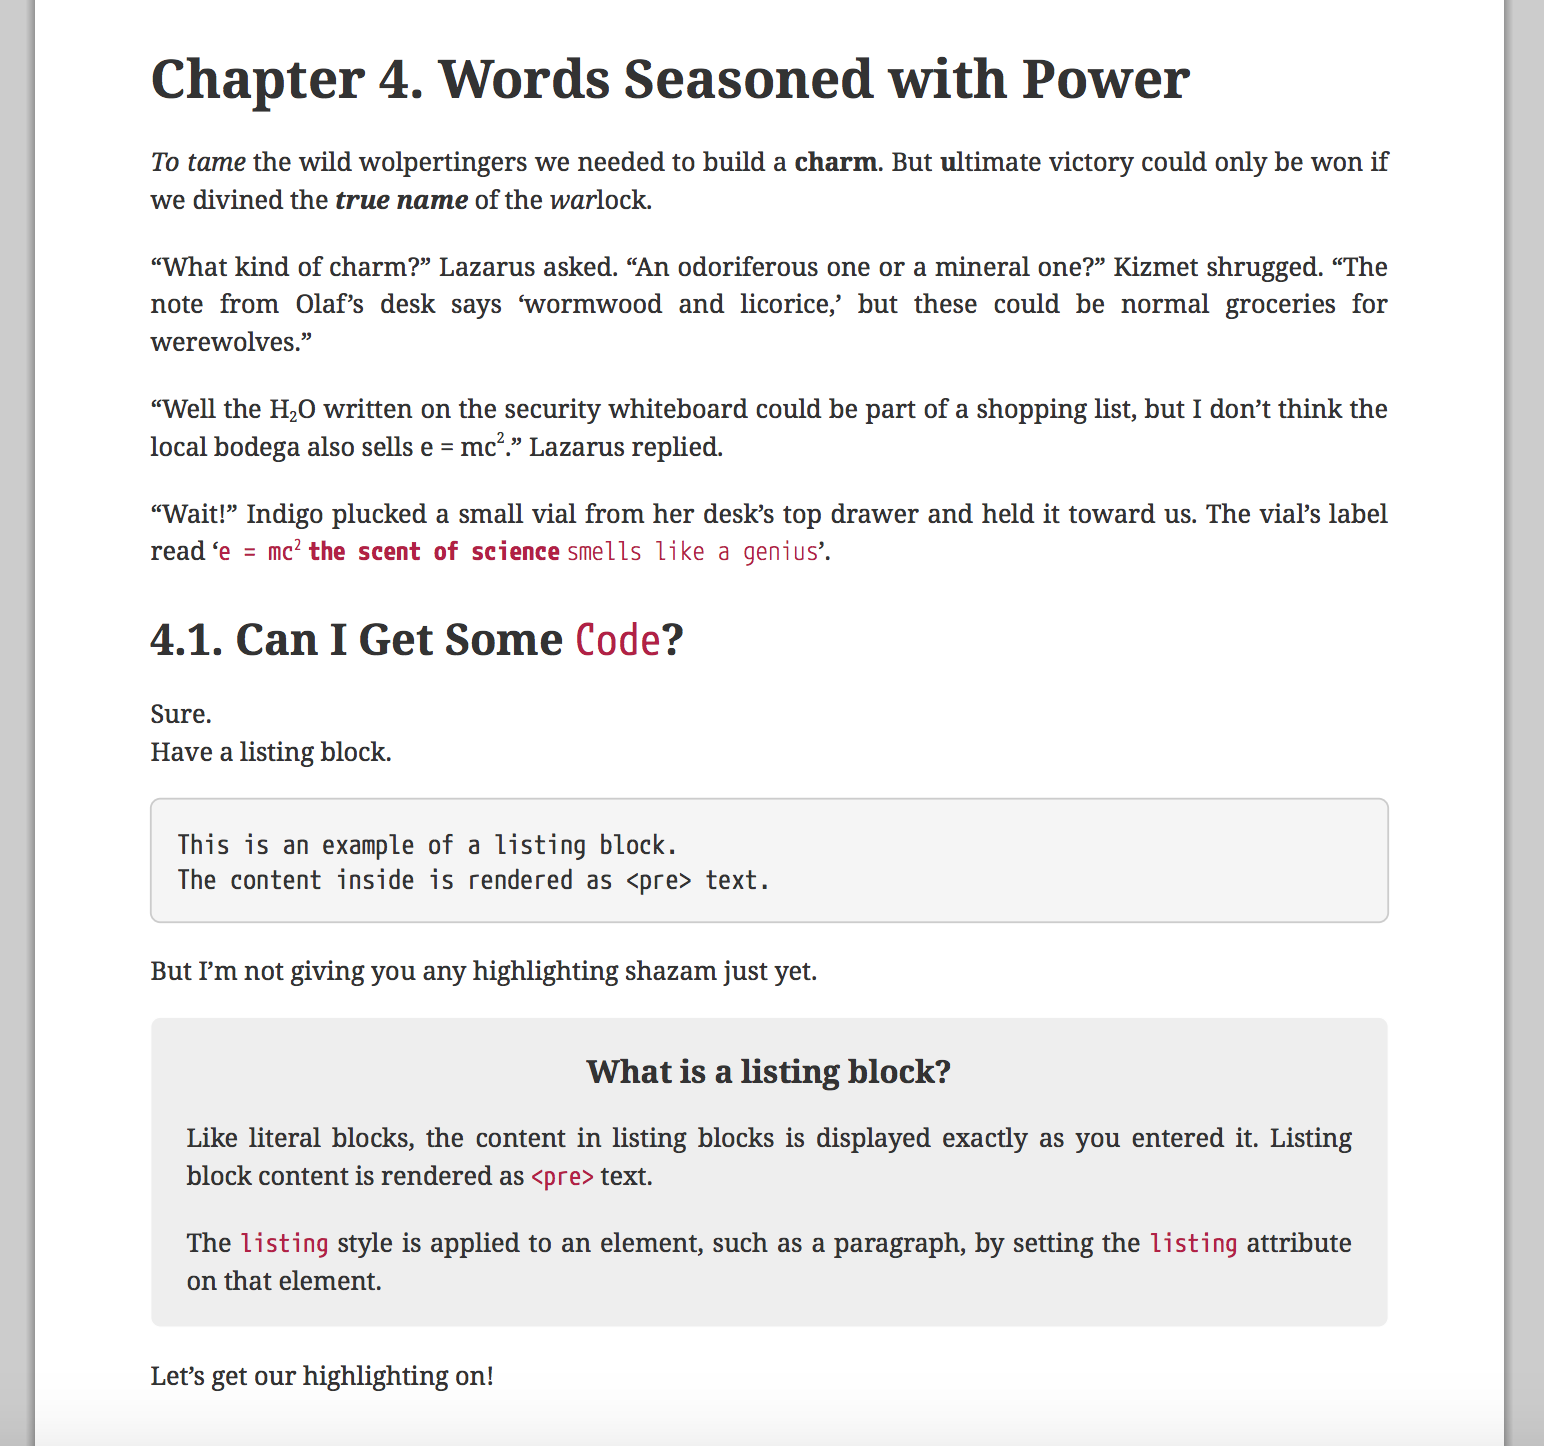 Chapter 4. Words Seasoned with Power
To tame the wild wolpertingers we needed to build a charm. But ultimate victory could only be won if
we divined the true name of the warlock.
“What kind of charm?” Lazarus asked. “An odoriferous one or a mineral one?” Kizmet shrugged. “The
note from Olaf’s desk says ‘wormwood and licorice,’ but these could be normal groceries for
werewolves.”
“Well the H₂O written on the security whiteboard could be part of a shopping list, but I don’t think the
local bodega also sells e = mc².” Lazarus replied.
“Wait!” Indigo plucked a small vial from her desk’s top drawer and held it toward us. The vial’s label
read ‘e = mc² the scent of science smells like a genius’.
4.1. Can I Get Some Code?
Sure.
Have a listing block.
This is an example of a listing block.
The content inside is rendered as <pre> text.
But I’m not giving you any highlighting shazam just yet.
What is a listing block?
Like literal blocks, the content in listing blocks is displayed exactly as you entered it. Listing
block content is rendered as <pre> text.
The listing style is applied to an element, such as a paragraph, by setting the listing attribute
on that element.
Let’s get our highlighting on!